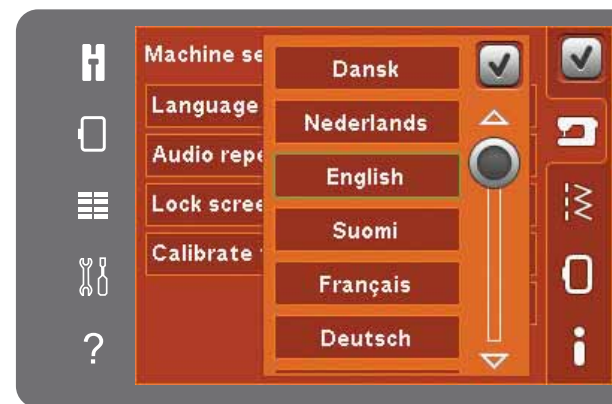 Machine se
Language
Audio repe
Lock scree
Calibrate
Dansk
Nederlands
English
Suomi
Français
Deutsch
?